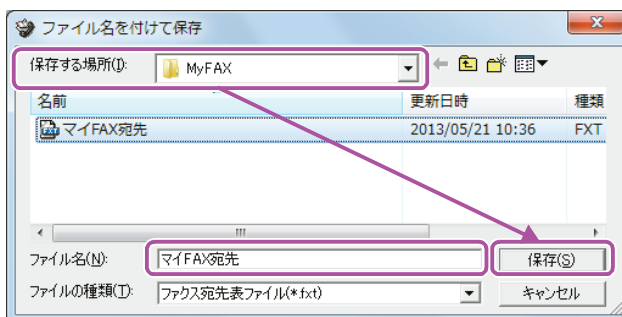 ファイル名を付けて保存
保存する場所(I):
MyFAX
名前
更新日時
種類
マイFAX宛先
2013/05/21 10:36
FXT
ファイル名(N):
マイFAX宛先
保存(S)
ファイルの種類(T):
ファクス宛先表ファイル(*.fxt)
キャンセル